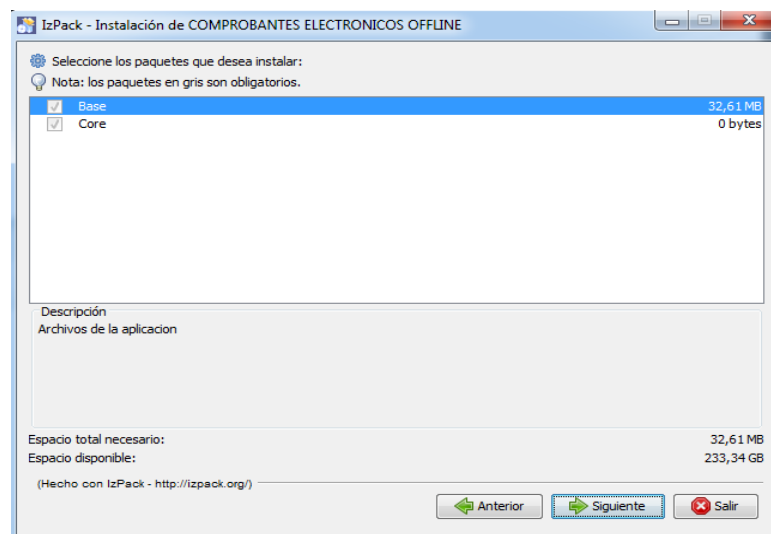 IzPack - Instalación de COMPROBANTES ELECTRONICOS OFFLINE
Seleccione los paquetes que desea instalar:
Nota: los paquetes en gris son obligatorios.
Base 32,61 MB
Core 0 bytes
Descripción
Archivos de la aplicacion
Espacio total necesario: 32,61 MB
Espacio disponible: 233,34 GB
(Hecho con IzPack - http://izpack.org/)
Anterior Siguiente Salir